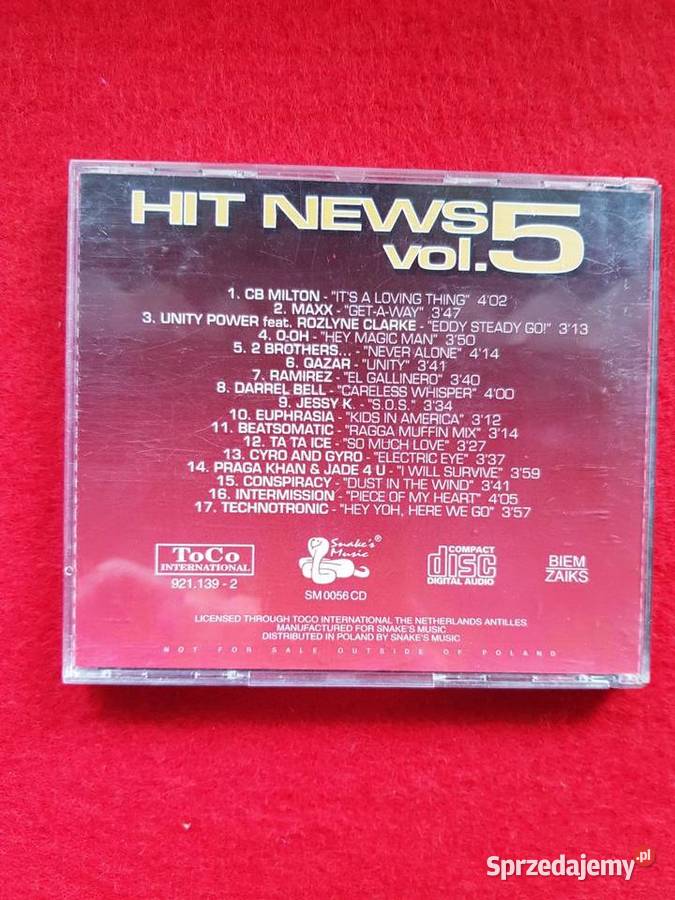 HIT NEWS
vol.5
1. CB MILTON - "IT'S A LOVING THING" 4'02
2. MAXX - "GET-A-WAY" 3'47
3. UNITY POWER feat. ROZLYNE CLARKE - "EDDY STEADY GO!" 3'13
4. O-OH - "HEY MAGIC MAN" 3'50
5. 2 BROTHERS... - "NEVER ALONE" 4'14
6. QAZAR - "UNITY" 3'41
7. RAMIREZ - "EL GALLINERO" 3'40
8. DARREL BELL - "CARELESS WHISPER" 4'00
9. JESSY K. - "S.O.S." 3'34
10. EUPHRASIA - "KIDS IN AMERICA" 3'12
11. BEATSOMATIC - "RAGGA MUFFIN MIX" 3'14
12. TA TA ICE - "SO MUCH LOVE" 3'27
13. CYRO AND GYRO - "ELECTRIC EYE" 3'37
14. PRAGA KHAN & JADE 4 U - "I WILL SURVIVE" 3'59
15. CONSPIRACY - "DUST IN THE WIND" 3'41
16. INTERMISSION - "PIECE OF MY HEART" 4'05
17. TECHNOTRONIC - "HEY YOH, HERE WE GO" 3'57
ToCo
INTERNATIONAL
921.139 - 2
Snake's
Music
®
SM 0056 CD
COMPACT
disc
DIGITAL AUDIO
BIEM
ZAIKS
LICENSED THROUGH TOCO INTERNATIONAL THE NETHERLANDS ANTILLES
MANUFACTURED FOR SNAKE'S MUSIC
DISTRIBUTED IN POLAND BY SNAKE'S MUSIC
NOT FOR SALE OUTSIDE OF POLAND
Sprzedajemy.pl